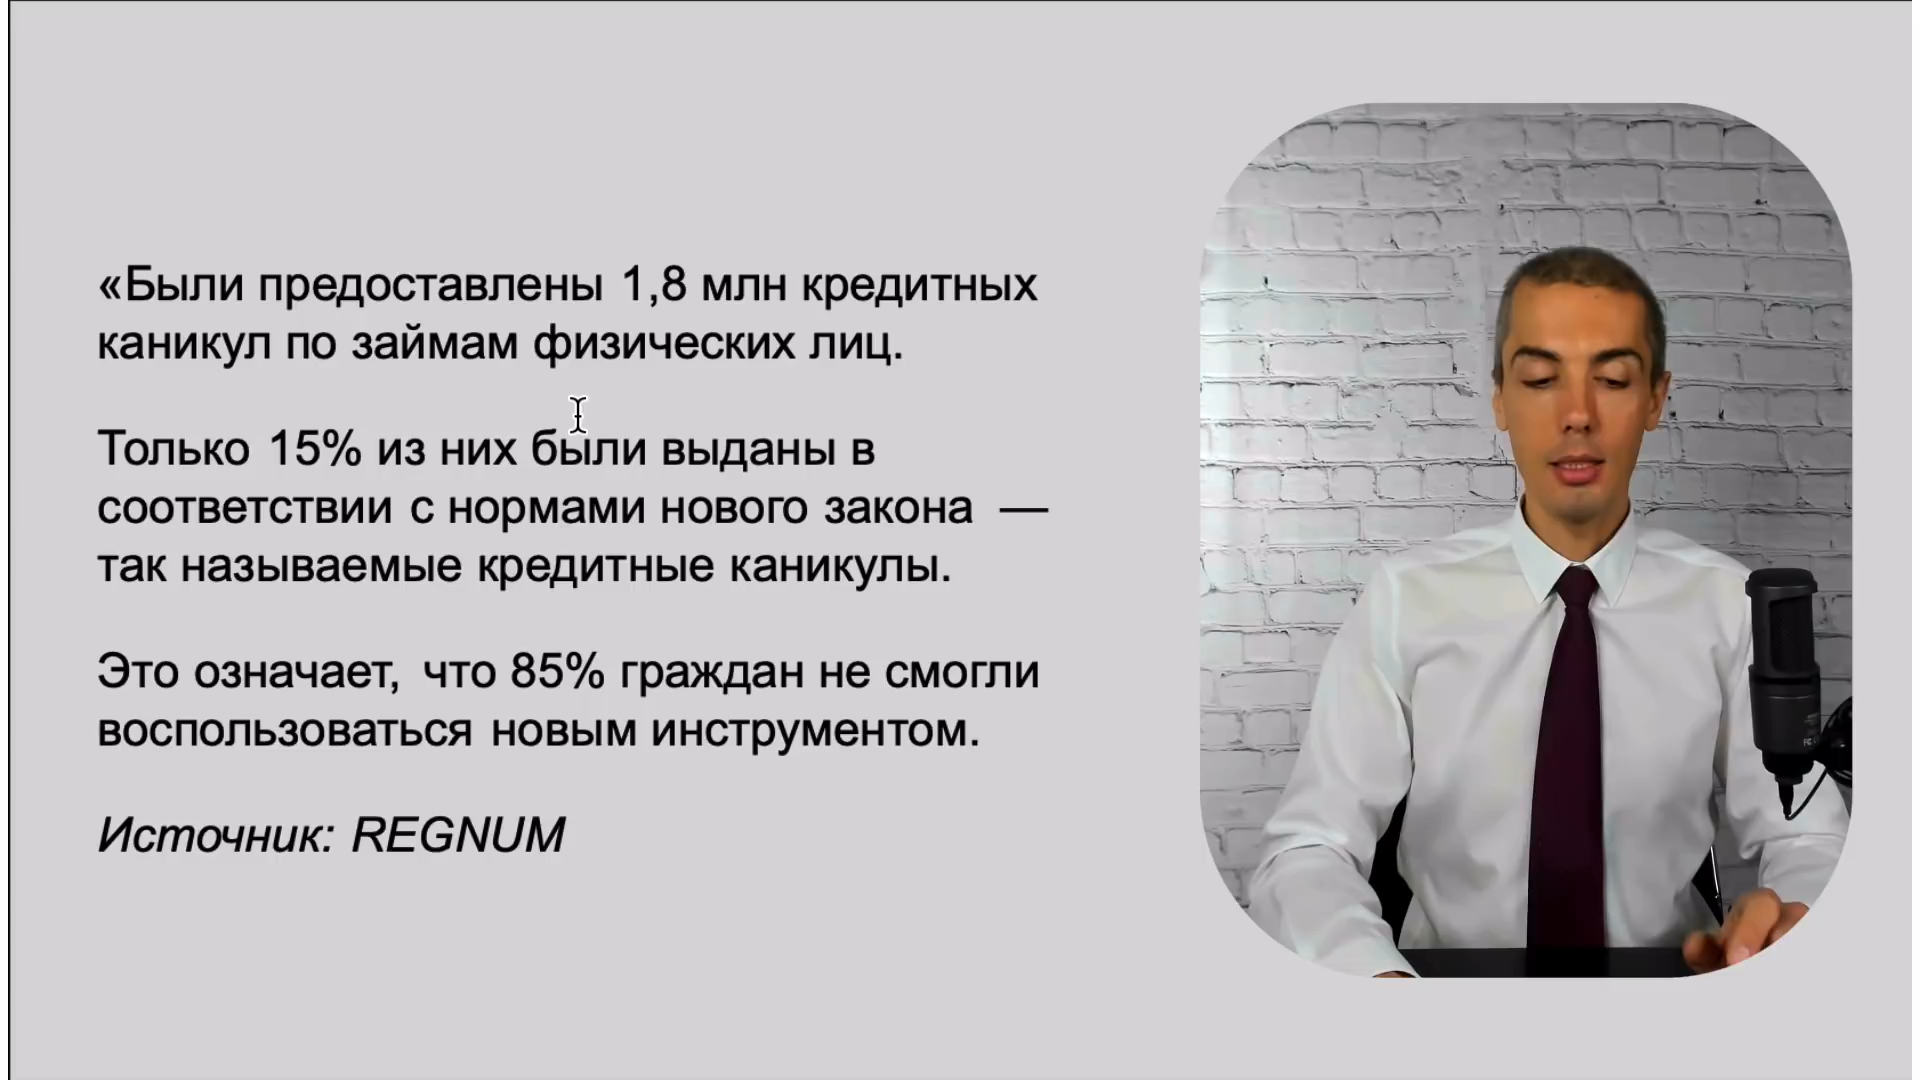 «Были предоставлены 1,8 млн кредитных
каникул по займам физических лиц.
Только 15% из них были выданы в
соответствии с нормами нового закона —
так называемые кредитные каникулы.
Это означает, что 85% граждан не смогли
воспользоваться новым инструментом.
Источник: REGNUM